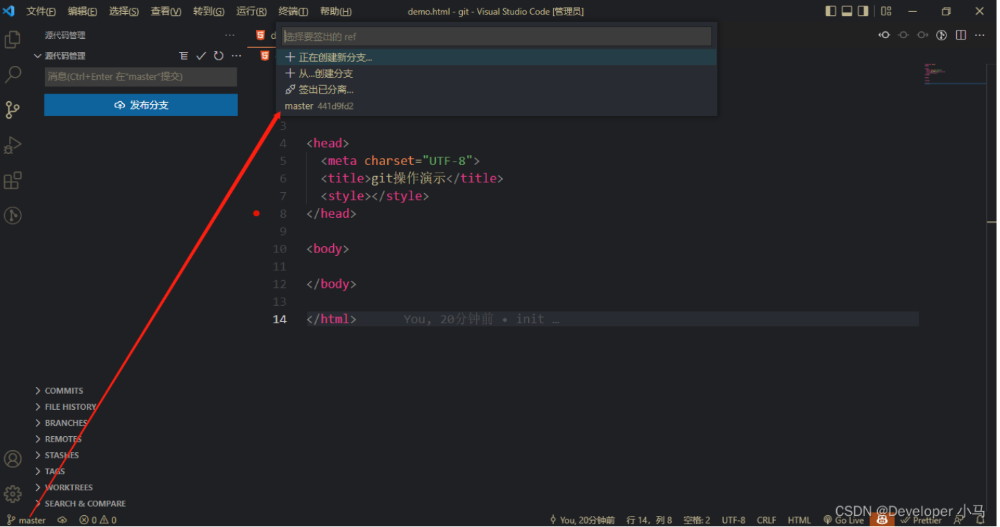 文件(F) 编辑(E) 选择(S) 查看(V) 转到(G) 运行(R) 终端(T) 帮助(H) demo.html - git - Visual Studio Code [管理员]
源代码管理 ···
选择要签出的 ref
正在创建新分支...
从...创建分支
签出已分离...
master 441d9fd2
源代码管理
消息(Ctrl+Enter 在“master”提交)
发布分支
3
4 <head>
5 <meta charset="UTF-8">
6 <title>git操作演示</title>
7 <style></style>
8 </head>
9
10 <body>
11
12 </body>
13
14 </html> You, 20分钟前 • init …
COMMITS
FILE HISTORY
BRANCHES
REMOTES
STASHES
TAGS
WORKTREES
SEARCH & COMPARE
CSDN @Developer 小马
master 0 0 You, 20分钟前 行 14，列 8 空格: 2 UTF-8 CRLF HTML Go Live Prettier